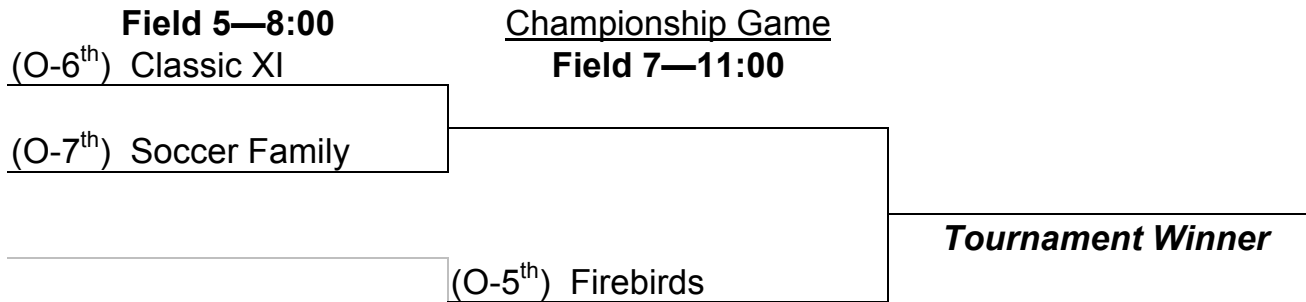 Field 5—8:00
Championship Game
(O-6th) Classic XI
Field 7—11:00
(O-7th) Soccer Family
Tournament Winner
(O-5th) Firebirds